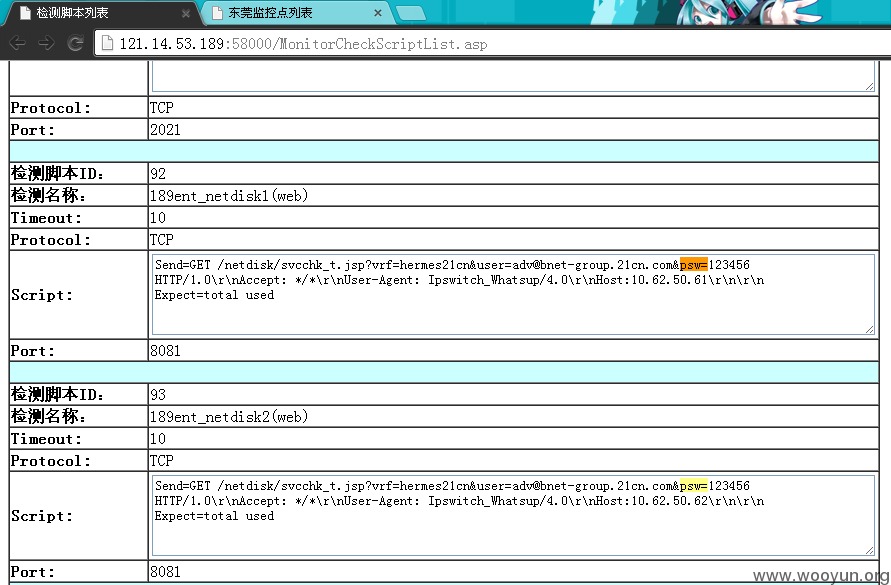 检测脚本列表
东莞监控点列表
121.14.53.189:58000/MonitorCheckScriptList.asp
Protocol: TCP
Port: 2021
检测脚本ID: 92
检测名称: 189ent_netdisk1(web)
Timeout: 10
Protocol: TCP
Script:
Send=GET /netdisk/svcchk_t.jsp?vrf=hermes21cn&user=adv@bnet-group.21cn.com&psw=123456
HTTP/1.0\r\nAccept: */*\r\nUser-Agent: Ipswitch_Whatsup/4.0\r\nHost:10.62.50.61\r\n\r\n
Expect=total used
Port: 8081
检测脚本ID: 93
检测名称: 189ent_netdisk2(web)
Timeout: 10
Protocol: TCP
Script:
Send=GET /netdisk/svcchk_t.jsp?vrf=hermes21cn&user=adv@bnet-group.21cn.com&psw=123456
HTTP/1.0\r\nAccept: */*\r\nUser-Agent: Ipswitch_Whatsup/4.0\r\nHost:10.62.50.62\r\n\r\n
Expect=total used
Port: 8081
www.wooyun.org